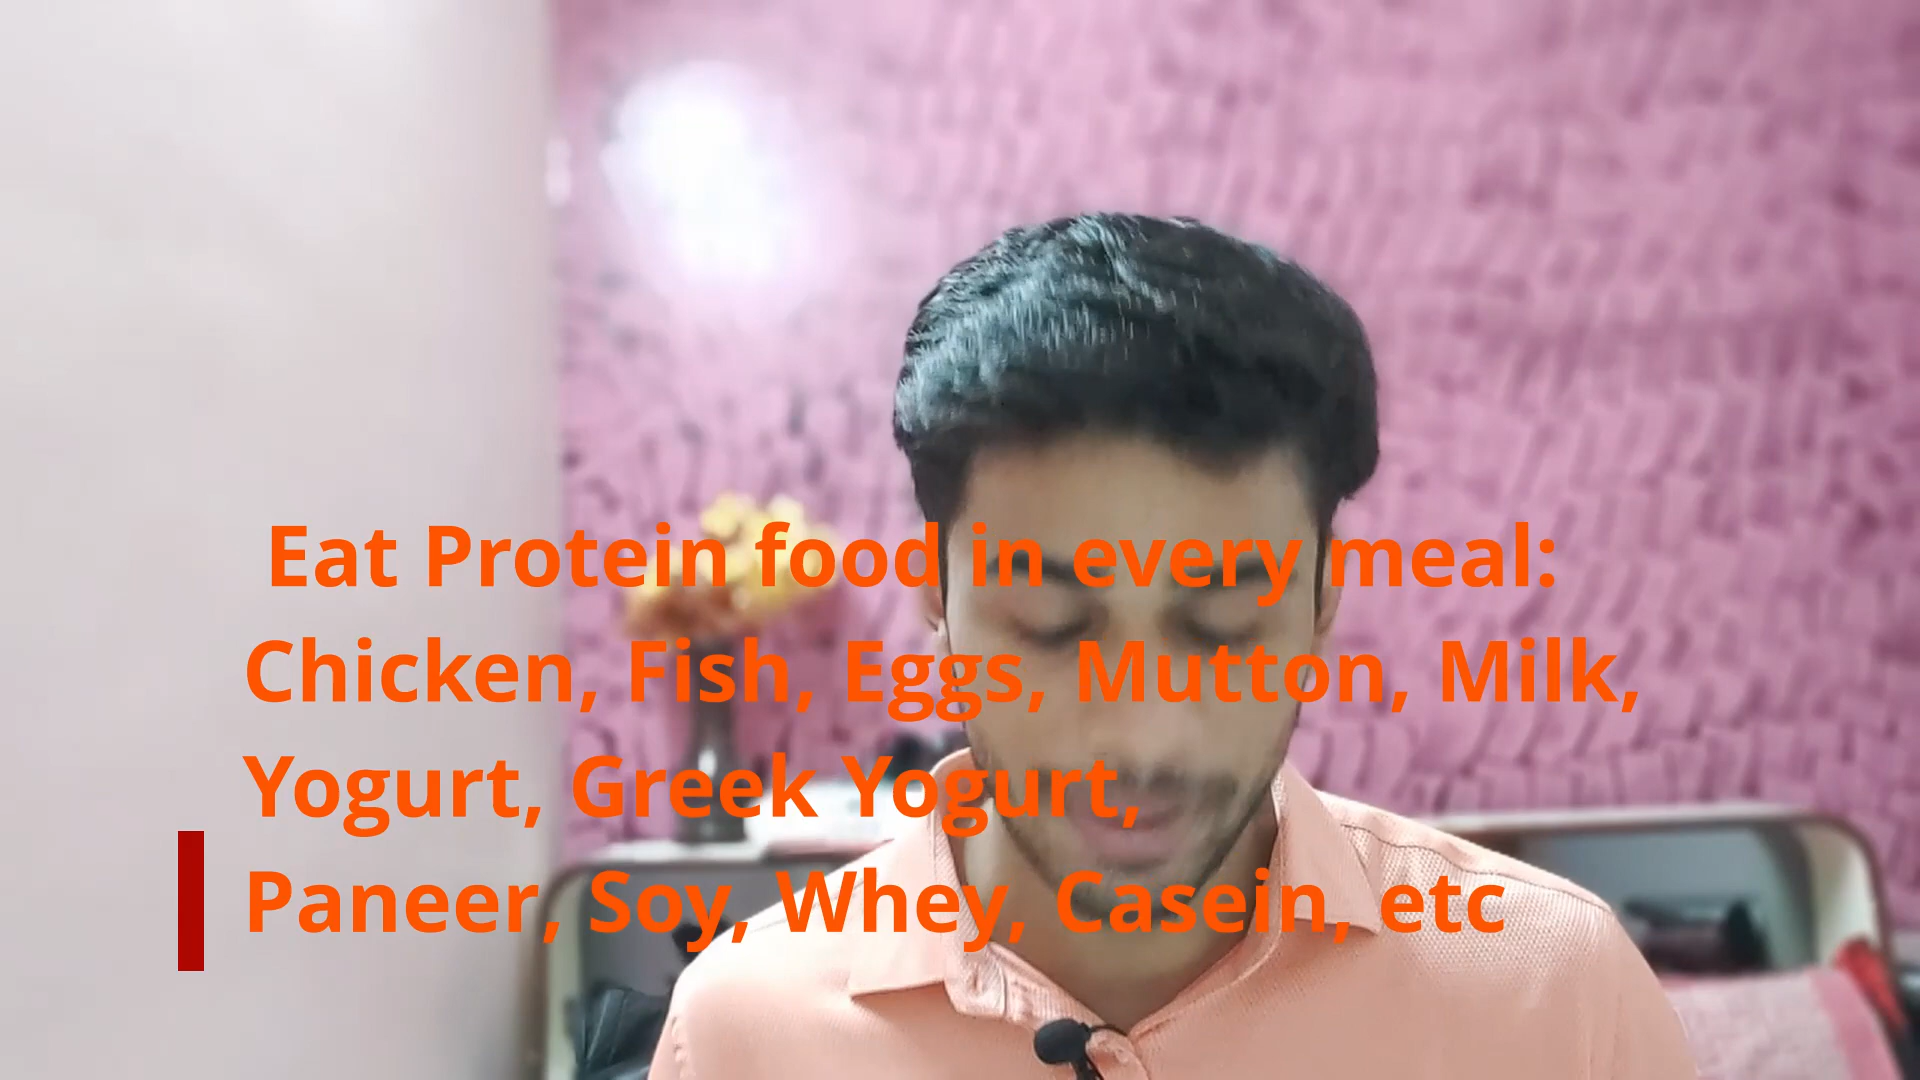 Eat Protein food in every meal:
Chicken, Fish, Eggs, Mutton, Milk,
Yogurt, Greek Yogurt,
Paneer, Soy, Whey, Casein, etc